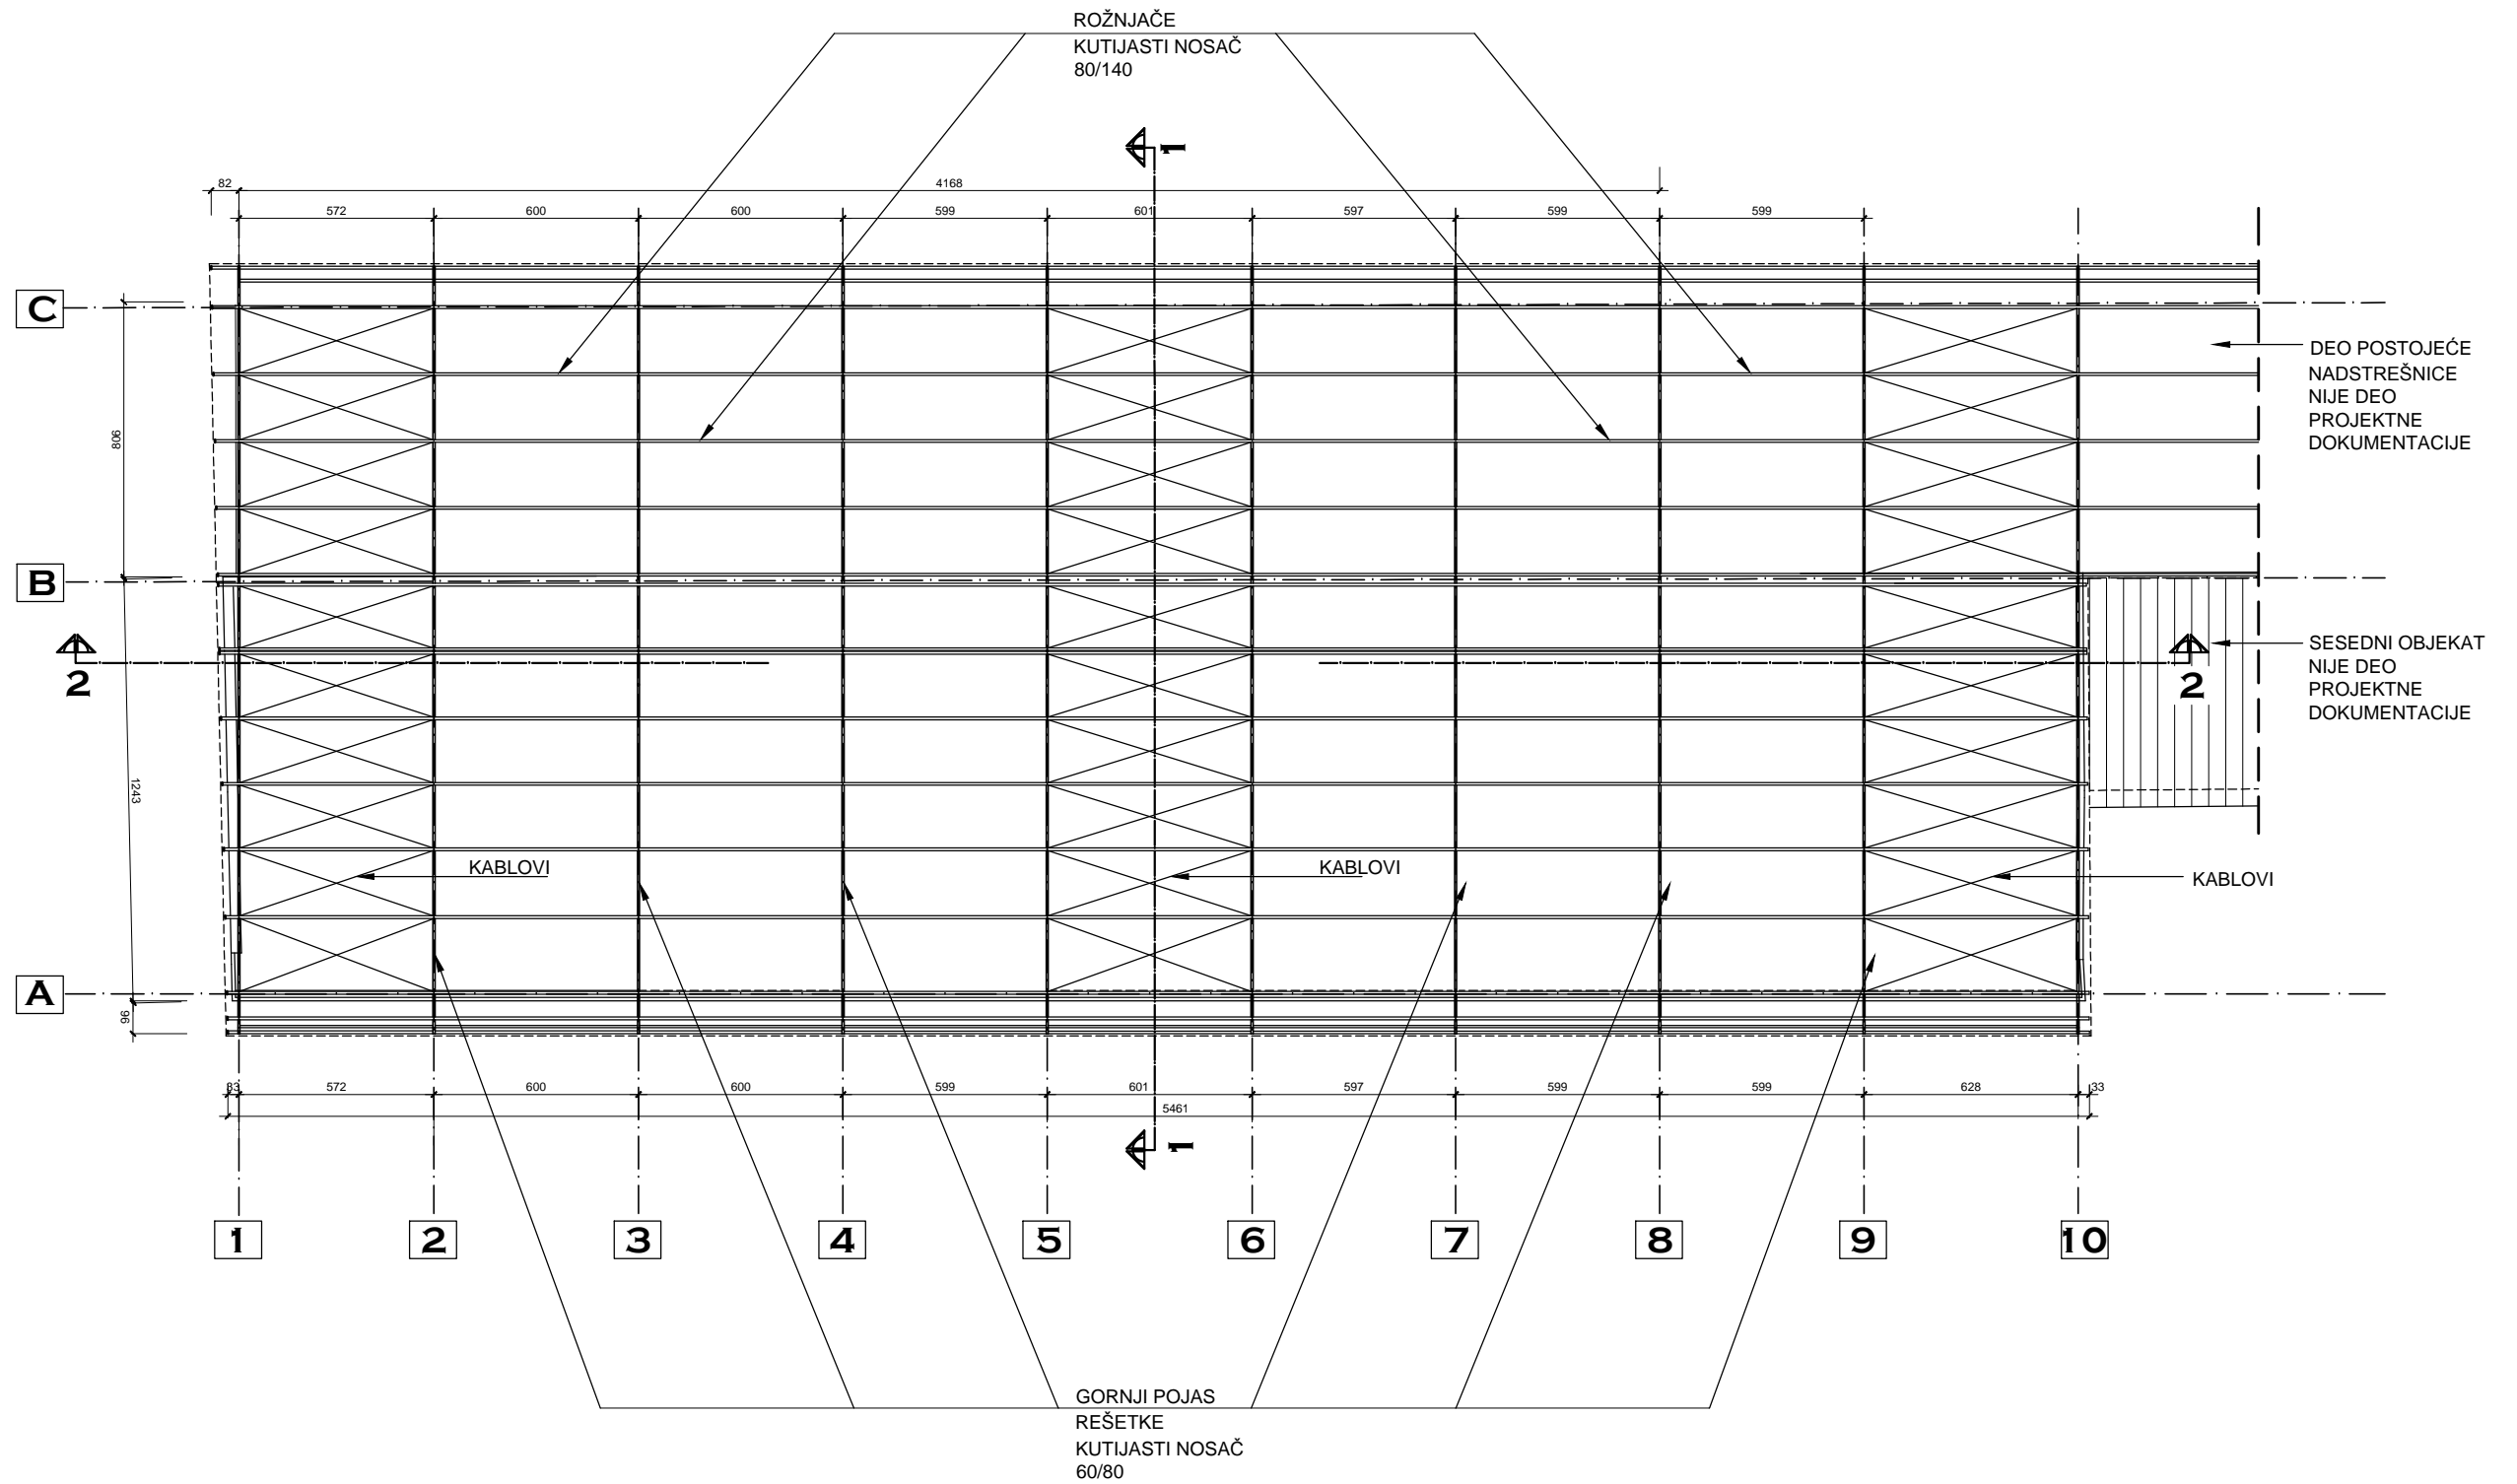 ROŽNJAČE
KUTIJASTI NOSAČ
80/140
1
82
4168
572
600
600
599
601
597
599
599
C
DEO POSTOJEĆE
NADSTREŠNICE
NIJE DEO
PROJEKTNE
DOKUMENTACIJE
806
B
SESEDNI OBJEKAT
NIJE DEO
PROJEKTNE
DOKUMENTACIJE
2
2
1243
KABLOVI
KABLOVI
KABLOVI
A
96
83
572
600
600
599
601
597
599
599
628
33
5461
1
1
2
3
4
5
6
7
8
9
10
GORNJI POJAS
REŠETKE
KUTIJASTI NOSAČ
60/80